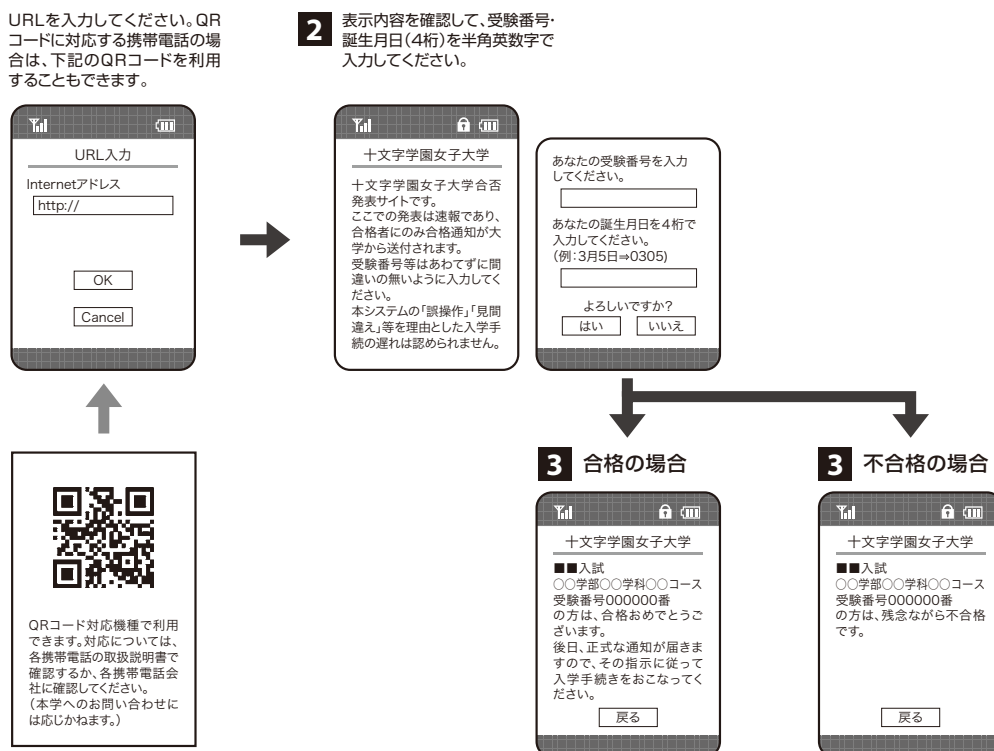 URLを入力してください。QR
コードに対応する携帯電話の場
合は、下記のQRコードを利用
することもできます。
URL入力
Internetアドレス
http://
OK
Cancel
QRコード対応機種で利用
できます。対応については、
各携帯電話の取扱説明書で
確認するか、各携帯電話会
社に確認してください。
（本学へのお問い合わせに
は応じかねます。）
2
表示内容を確認して、受験番号・
誕生月日（4桁）を半角英数字で
入力してください。
十文字学園女子大学
十文字学園女子大学合否
発表サイトです。
ここでの発表は速報であり、
合格者にのみ合格通知が大
学から送付されます。
受験番号等はあわてずに間
違いの無いように入力してく
ださい。
本システムの「誤操作」「見間
違え」等を理由とした入学手
続の遅れは認められません。
あなたの受験番号を入力
してください。
あなたの誕生月日を4桁で
入力してください。
(例：3月5日⇒0305)
よろしいですか?
はい
いいえ
3 合格の場合
十文字学園女子大学
■■入試
○○学部○○学科○○コース
受験番号000000番
の方は、合格おめでとうご
ざいます。
後日、正式な通知が届きま
すので、その指示に従って
入学手続きをおこなってく
ださい。
戻る
3 不合格の場合
十文字学園女子大学
■■入試
○○学部○○学科○○コース
受験番号000000番
の方は、残念ながら不合格
です。
戻る